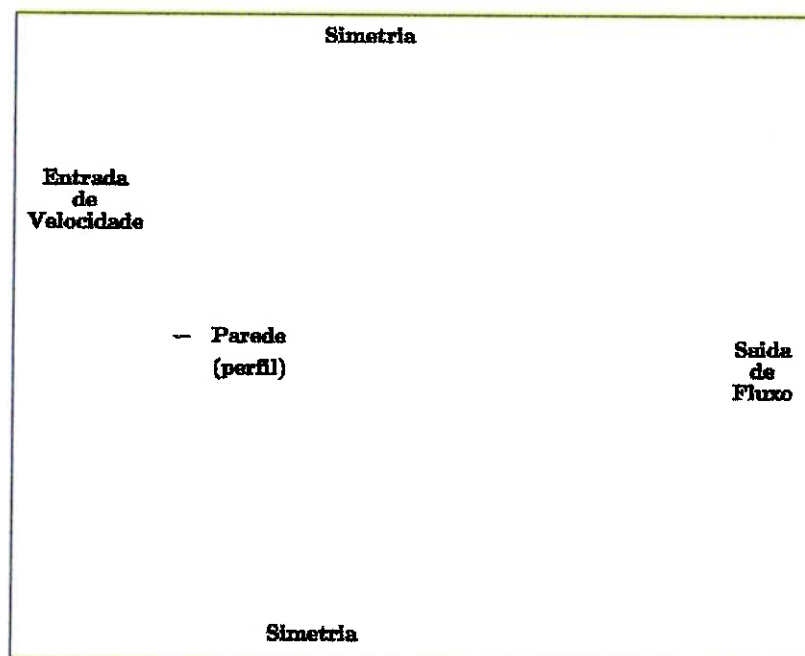 Simetria
Entrada
de
Velocidade
Parede
(perfil)
Saida
de
Fluxo
Simetria